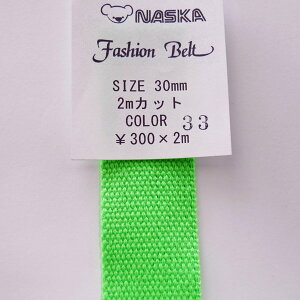 NASKA
Fashion Belt
SIZE 30mm
2mカット
COLOR 33
¥300×2m